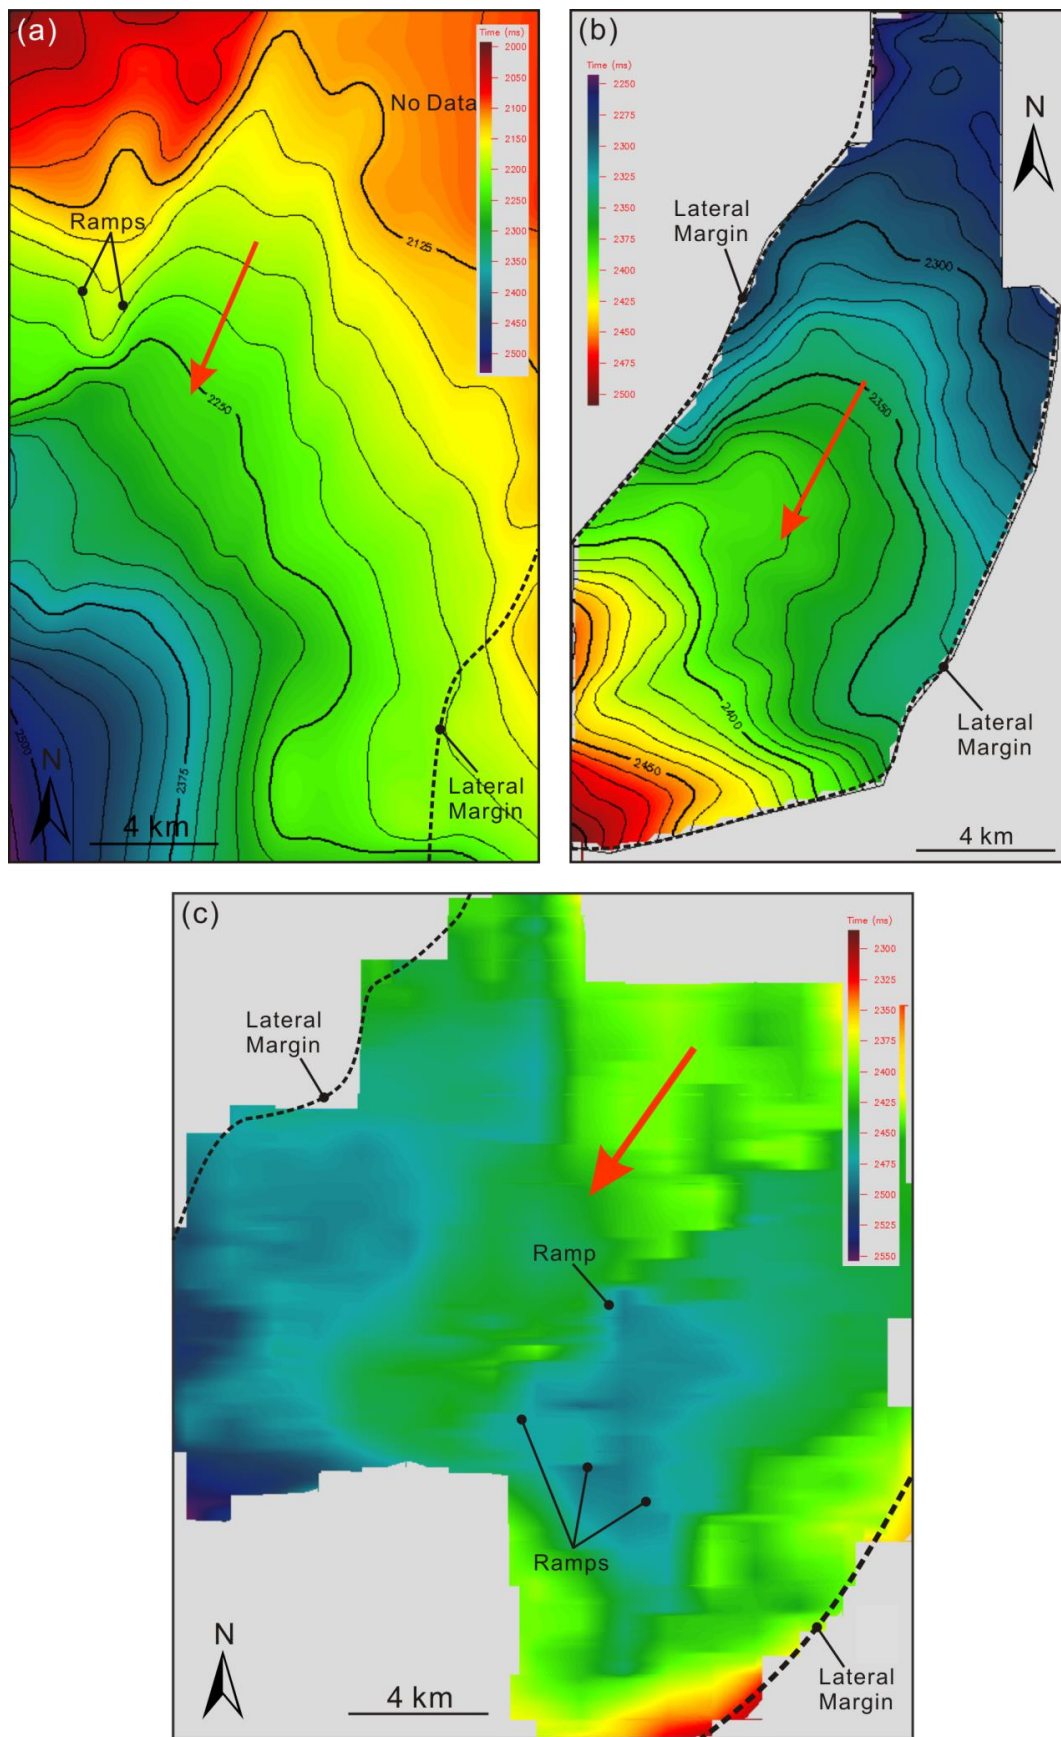 (a)
Time (ms)
2000
2050
2100
2150
2200
2250
2300
2350
2400
2450
2500
No Data
Ramps
2125
2250
2500
2375
N
4 km
Lateral
Margin
(b)
Time (ms)
2250
2275
2300
2325
2350
2375
2400
2425
2450
2475
2500
N
Lateral
Margin
2300
2350
2400
2450
Lateral
Margin
4 km
(c)
Time (ms)
2300
2350
2375
2400
2425
2450
2475
2500
2525
2550
Lateral
Margin
Ramp
Ramps
N
4 km
Lateral
Margin